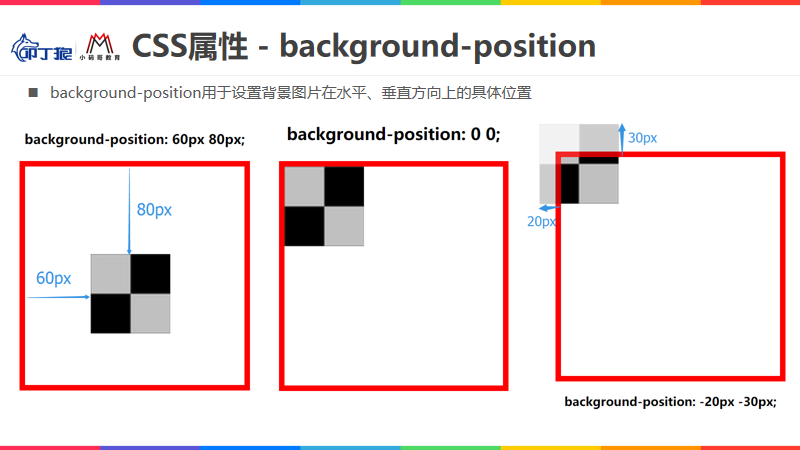 叩丁狼
小码哥教育
CSS属性 - background-position
■ background-position用于设置背景图片在水平、垂直方向上的具体位置
background-position: 60px 80px;
80px
60px
background-position: 0 0;
30px
20px
background-position: -20px -30px;